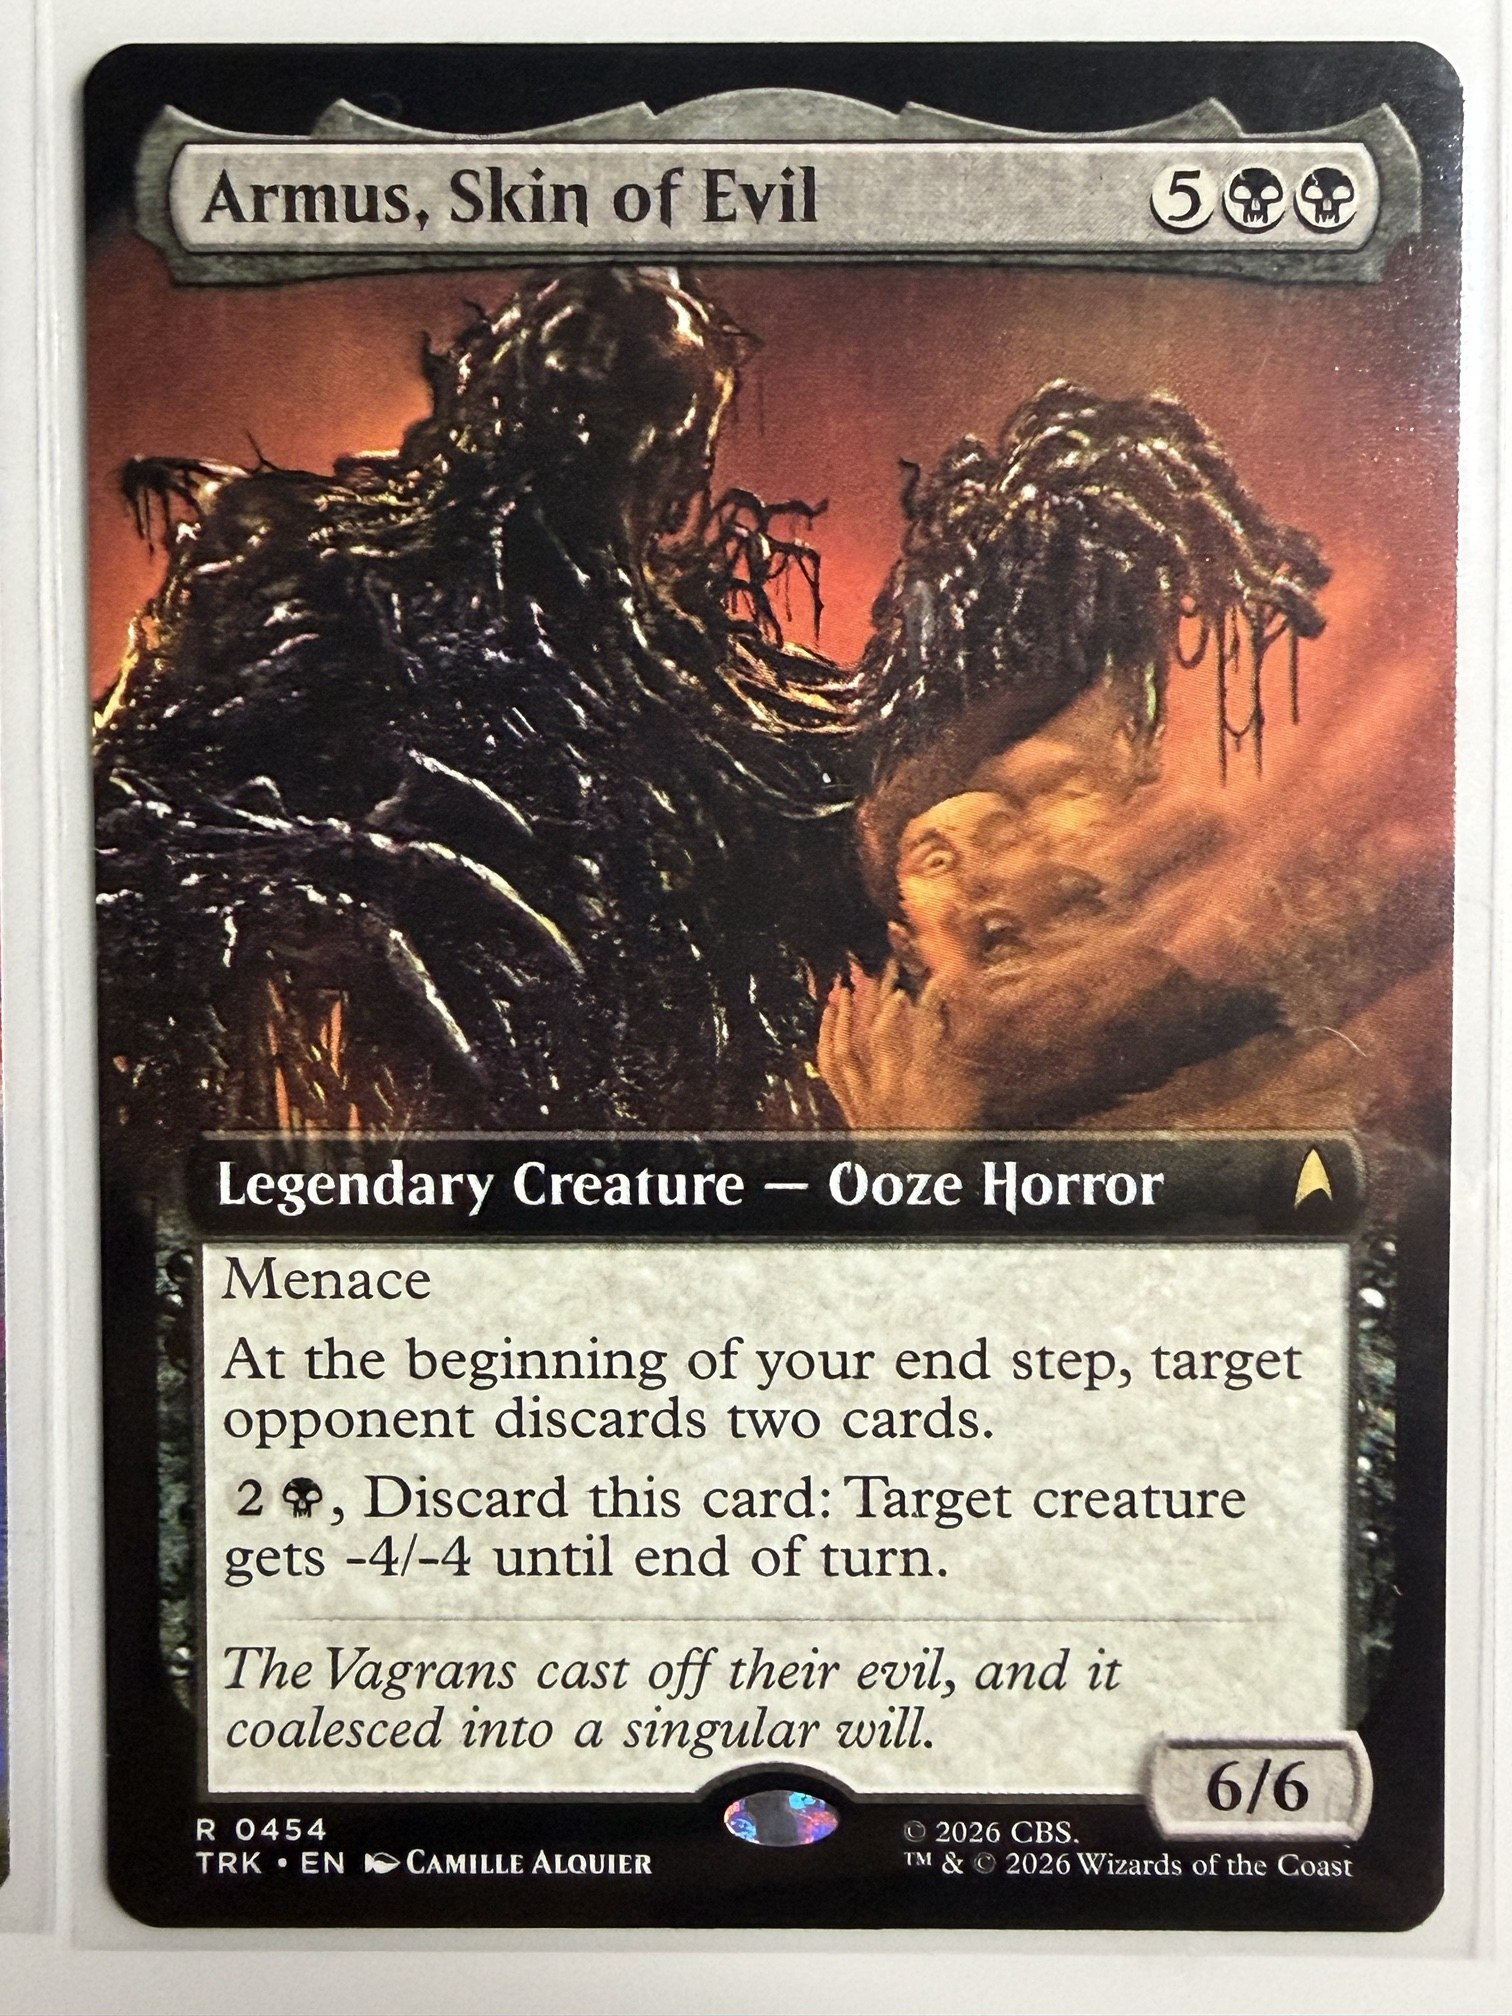 Armus, Skin of Evil 5
Legendary Creature — Ooze Horror
Menace
At the beginning of your end step, target
opponent discards two cards.
2 , Discard this card: Target creature
gets -4/-4 until end of turn.
The Vagrans cast off their evil, and it
coalesced into a singular will.
6/6
R 0454
TRK • EN CAMILLE ALQUIER
© 2026 CBS.
™ & © 2026 Wizards of the Coast